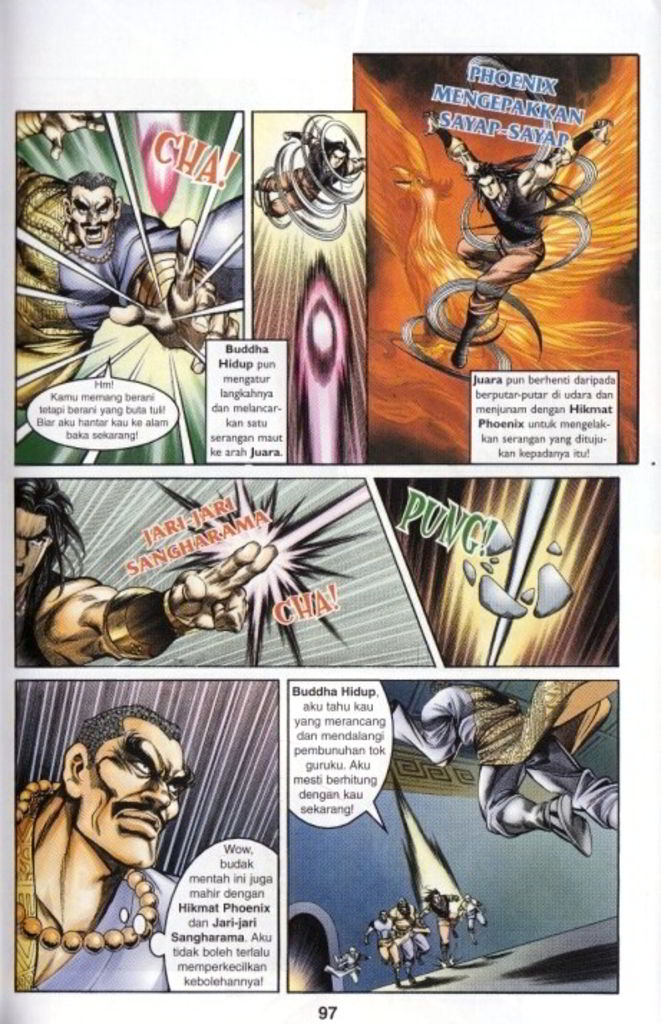 CHA!
Hm!
Kamu memang berani
tetapi berani yang buta tuli!
Biar aku hantar kau ke alam
baka sekarang!
Buddha
Hidup pun
mengatur
langkahnya
dan melancar-
kan satu
serangan maut
ke arah Juara.
PHOENIX
MENGEPAKKAN
SAYAP-SAYAP
Juara pun berhenti daripada
berputar-putar di udara dan
menjunam dengan Hikmat
Phoenix untuk mengelak-
kan serangan yang dituju-
kan kepadanya itu!
JARI-JARI
SANGHARAMA
CHA!
PUNG!
Wow,
budak
mentah ini juga
mahir dengan
Hikmat Phoenix
dan Jari-jari
Sangharama. Aku
tidak boleh terlalu
memperkecilkan
kebolehannya!
Buddha Hidup,
aku tahu kau
yang merancang
dan mendalangi
pembunuhan tok
guruku. Aku
mesti berhitung
dengan kau
sekarang!
97